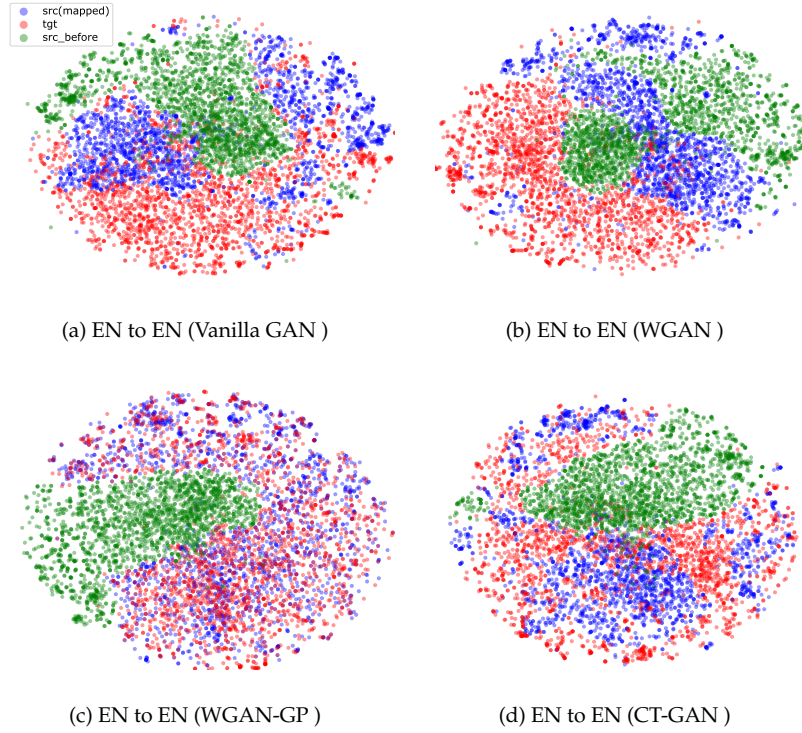 src(mapped)
tgt
src_before
(a) EN to EN (Vanilla GAN )
(b) EN to EN (WGAN )
(c) EN to EN (WGAN-GP )
(d) EN to EN (CT-GAN )